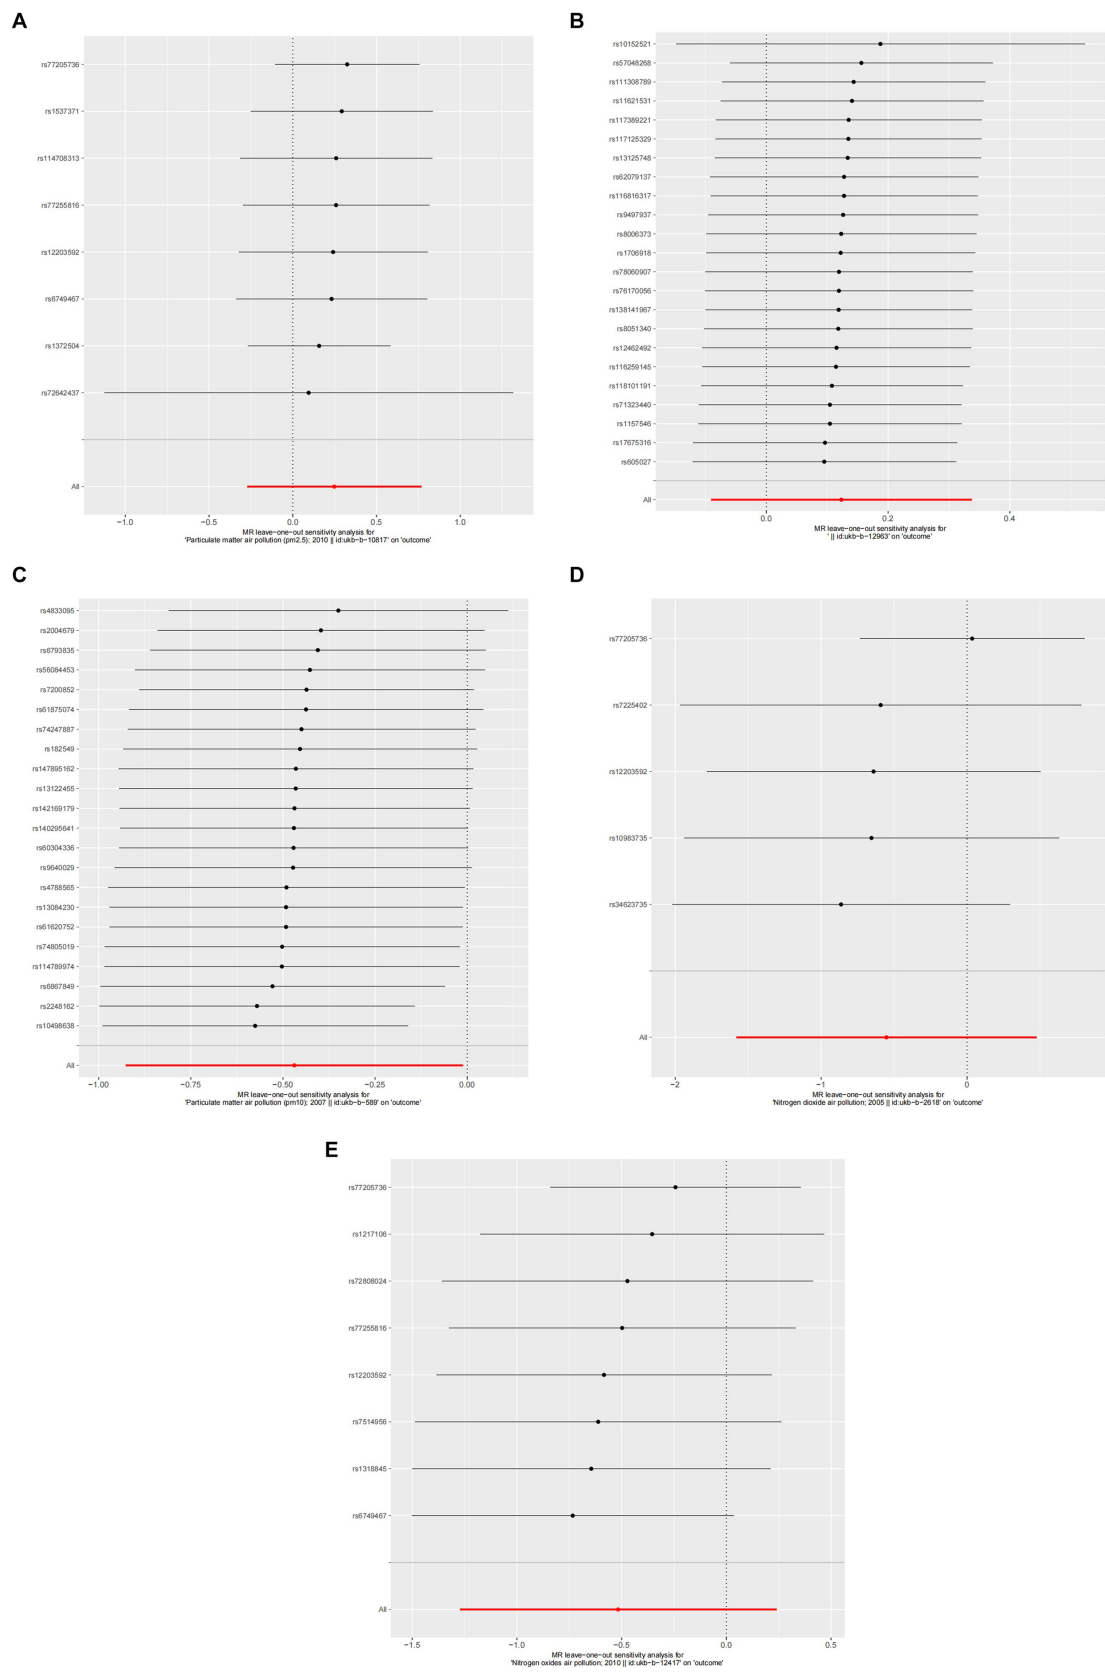 A
rs77205736
rs1537371
rs114708313
rs77255816
rs12203592
rs6749467
rs1372504
rs72642437
All
−1.0 −0.5 0.0 0.5 1.0
MR leave−one−out sensitivity analysis for
'Particulate matter air pollution (pm2.5); 2010 || id:ukb−b−10817' on 'outcome'
B
rs10152521
rs57048268
rs111308789
rs11621531
rs117389221
rs117125329
rs13125748
rs62079137
rs116816317
rs9497937
rs8006373
rs1706918
rs78060907
rs76170056
rs138141967
rs8051340
rs12462492
rs116259145
rs118101191
rs71323440
rs1157546
rs17675316
rs605027
All
0.0 0.2 0.4
MR leave−one−out sensitivity analysis for
' || id:ukb−b−12963' on 'outcome'
C
rs4833095
rs2004679
rs6793835
rs56084453
rs7200852
rs61875074
rs74247887
rs182549
rs147895162
rs13122455
rs142169179
rs140295641
rs60304336
rs9640029
rs4788565
rs13084230
rs61620752
rs74805019
rs114789974
rs6867849
rs2248162
rs10498638
All
−1.00 −0.75 −0.50 −0.25 0.00
MR leave−one−out sensitivity analysis for
'Particulate matter air pollution (pm10); 2007 || id:ukb−b−589' on 'outcome'
D
rs77205736
rs7225402
rs12203592
rs10983735
rs34623735
All
−2 −1 0
MR leave−one−out sensitivity analysis for
'Nitrogen dioxide air pollution; 2005 || id:ukb−b−2618' on 'outcome'
E
rs77205736
rs1217106
rs72808024
rs77255816
rs12203592
rs7514956
rs1318845
rs6749467
All
−1.5 −1.0 −0.5 0.0 0.5
MR leave−one−out sensitivity analysis for
'Nitrogen oxides air pollution; 2010 || id:ukb−b−12417' on 'outcome'